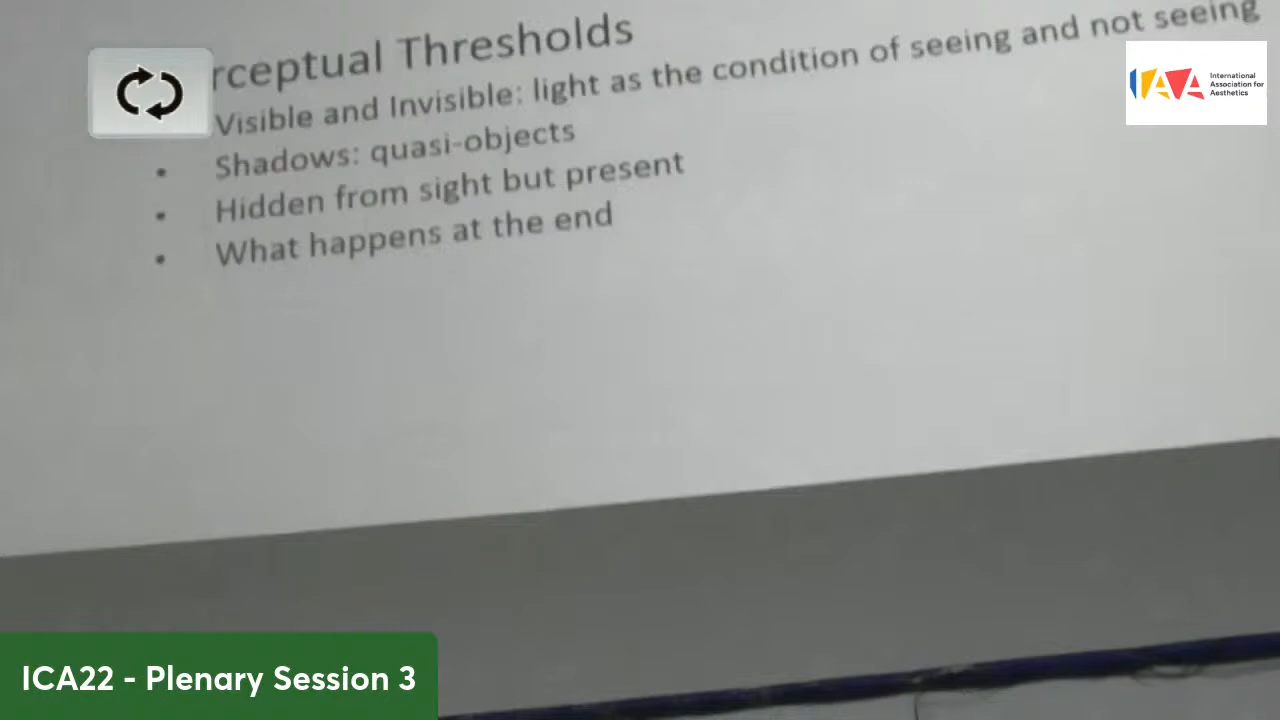 rceptual Thresholds
Visible and Invisible: light as the condition of seeing and not seeing
• Shadows: quasi-objects
• Hidden from sight but present
• What happens at the end
International
Association for
Aesthetics
ICA22 - Plenary Session 3